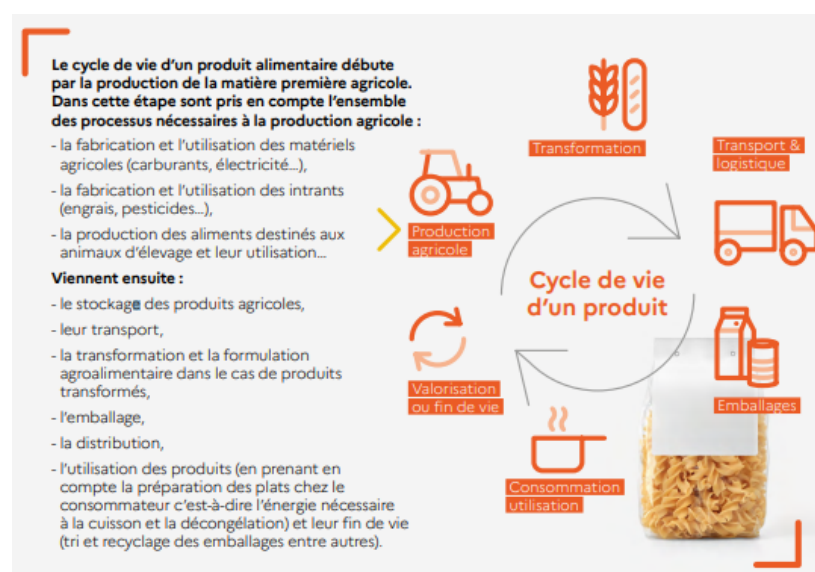 Le cycle de vie d'un produit alimentaire débute
par la production de la matière première agricole.
Dans cette étape sont pris en compte l'ensemble
des processus nécessaires à la production agricole :
- la fabrication et l'utilisation des matériels
agricoles (carburants, électricité...),
- la fabrication et l'utilisation des intrants
(engrais, pesticides...),
- la production des aliments destinés aux
animaux d'élevage et leur utilisation...
Viennent ensuite :
- le stockage des produits agricoles,
- leur transport,
- la transformation et la formulation
agroalimentaire dans le cas de produits
transformés,
- l'emballage,
- la distribution,
- l'utilisation des produits (en prenant en
compte la préparation des plats chez le
consommateur c'est-à-dire l'énergie nécessaire
à la cuisson et la décongélation) et leur fin de vie
(tri et recyclage des emballages entre autres).
Production
agricole
Transformation
Transport &
logistique
Emballages
Consommation
utilisation
Valorisation
ou fin de vie
Cycle de vie
d'un produit